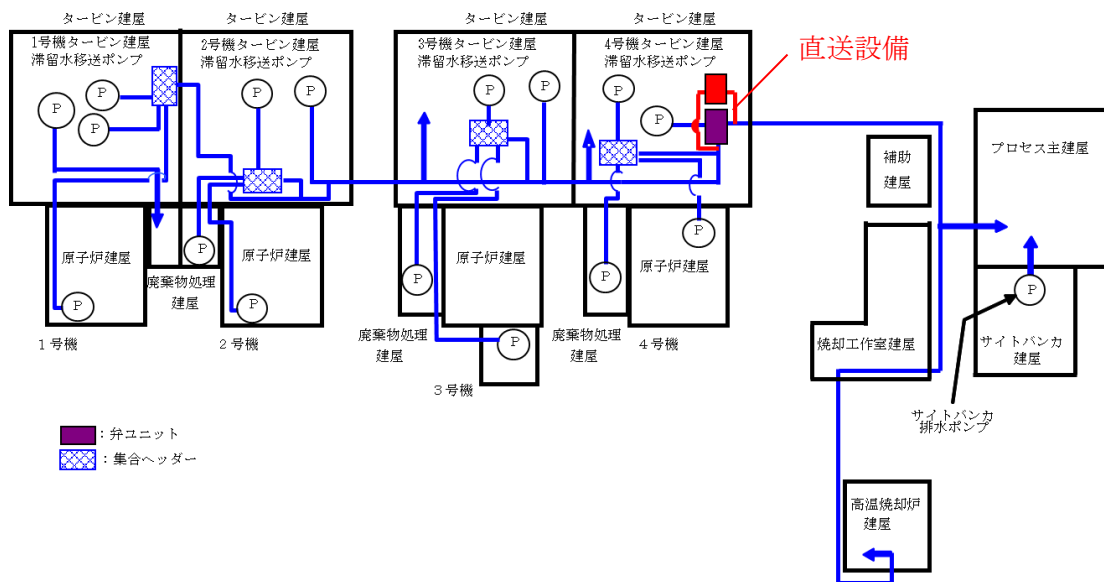 タービン建屋
タービン建屋
タービン建屋
タービン建屋
1号機タービン建屋
滞留水移送ポンプ
2号機タービン建屋
滞留水移送ポンプ
3号機タービン建屋
滞留水移送ポンプ
4号機タービン建屋
滞留水移送ポンプ
直送設備
P
P
P
P
P
P
P
P
P
補助
建屋
プロセス主建屋
原子炉建屋
P
P
廃棄物処理
建屋
原子炉建屋
P
P
原子炉建屋
P
廃棄物処理
建屋
P
P
廃棄物処理
建屋
原子炉建屋
P
P
1号機
2号機
3号機
4号機
焼却工作室建屋
サイトバンカ
建屋
サイトバンカ
排水ポンプ
：弁ユニット
：集合ヘッダー
高温焼却炉
建屋